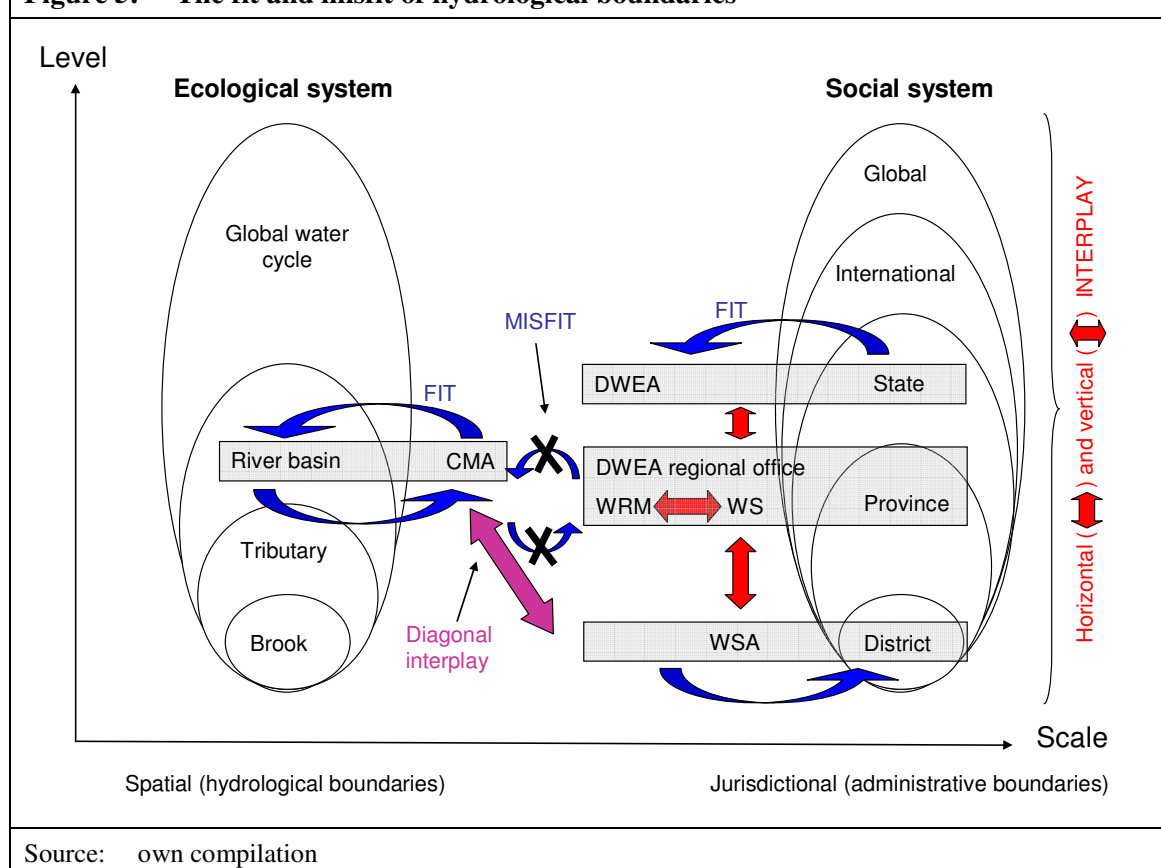 Figure 5: The fit and misfit of hydrological boundaries
Level
Ecological system
Social system
Global
Global water
cycle
International
MISFIT
FIT
FIT
DWEA
State
River basin
CMA
DWEA regional office
WRM
WS
Province
Tributary
Brook
Diagonal
interplay
WSA
District
Horizontal ( ) and vertical ( ) INTERPLAY
Scale
Spatial (hydrological boundaries)
Jurisdictional (administrative boundaries)
Source: own compilation